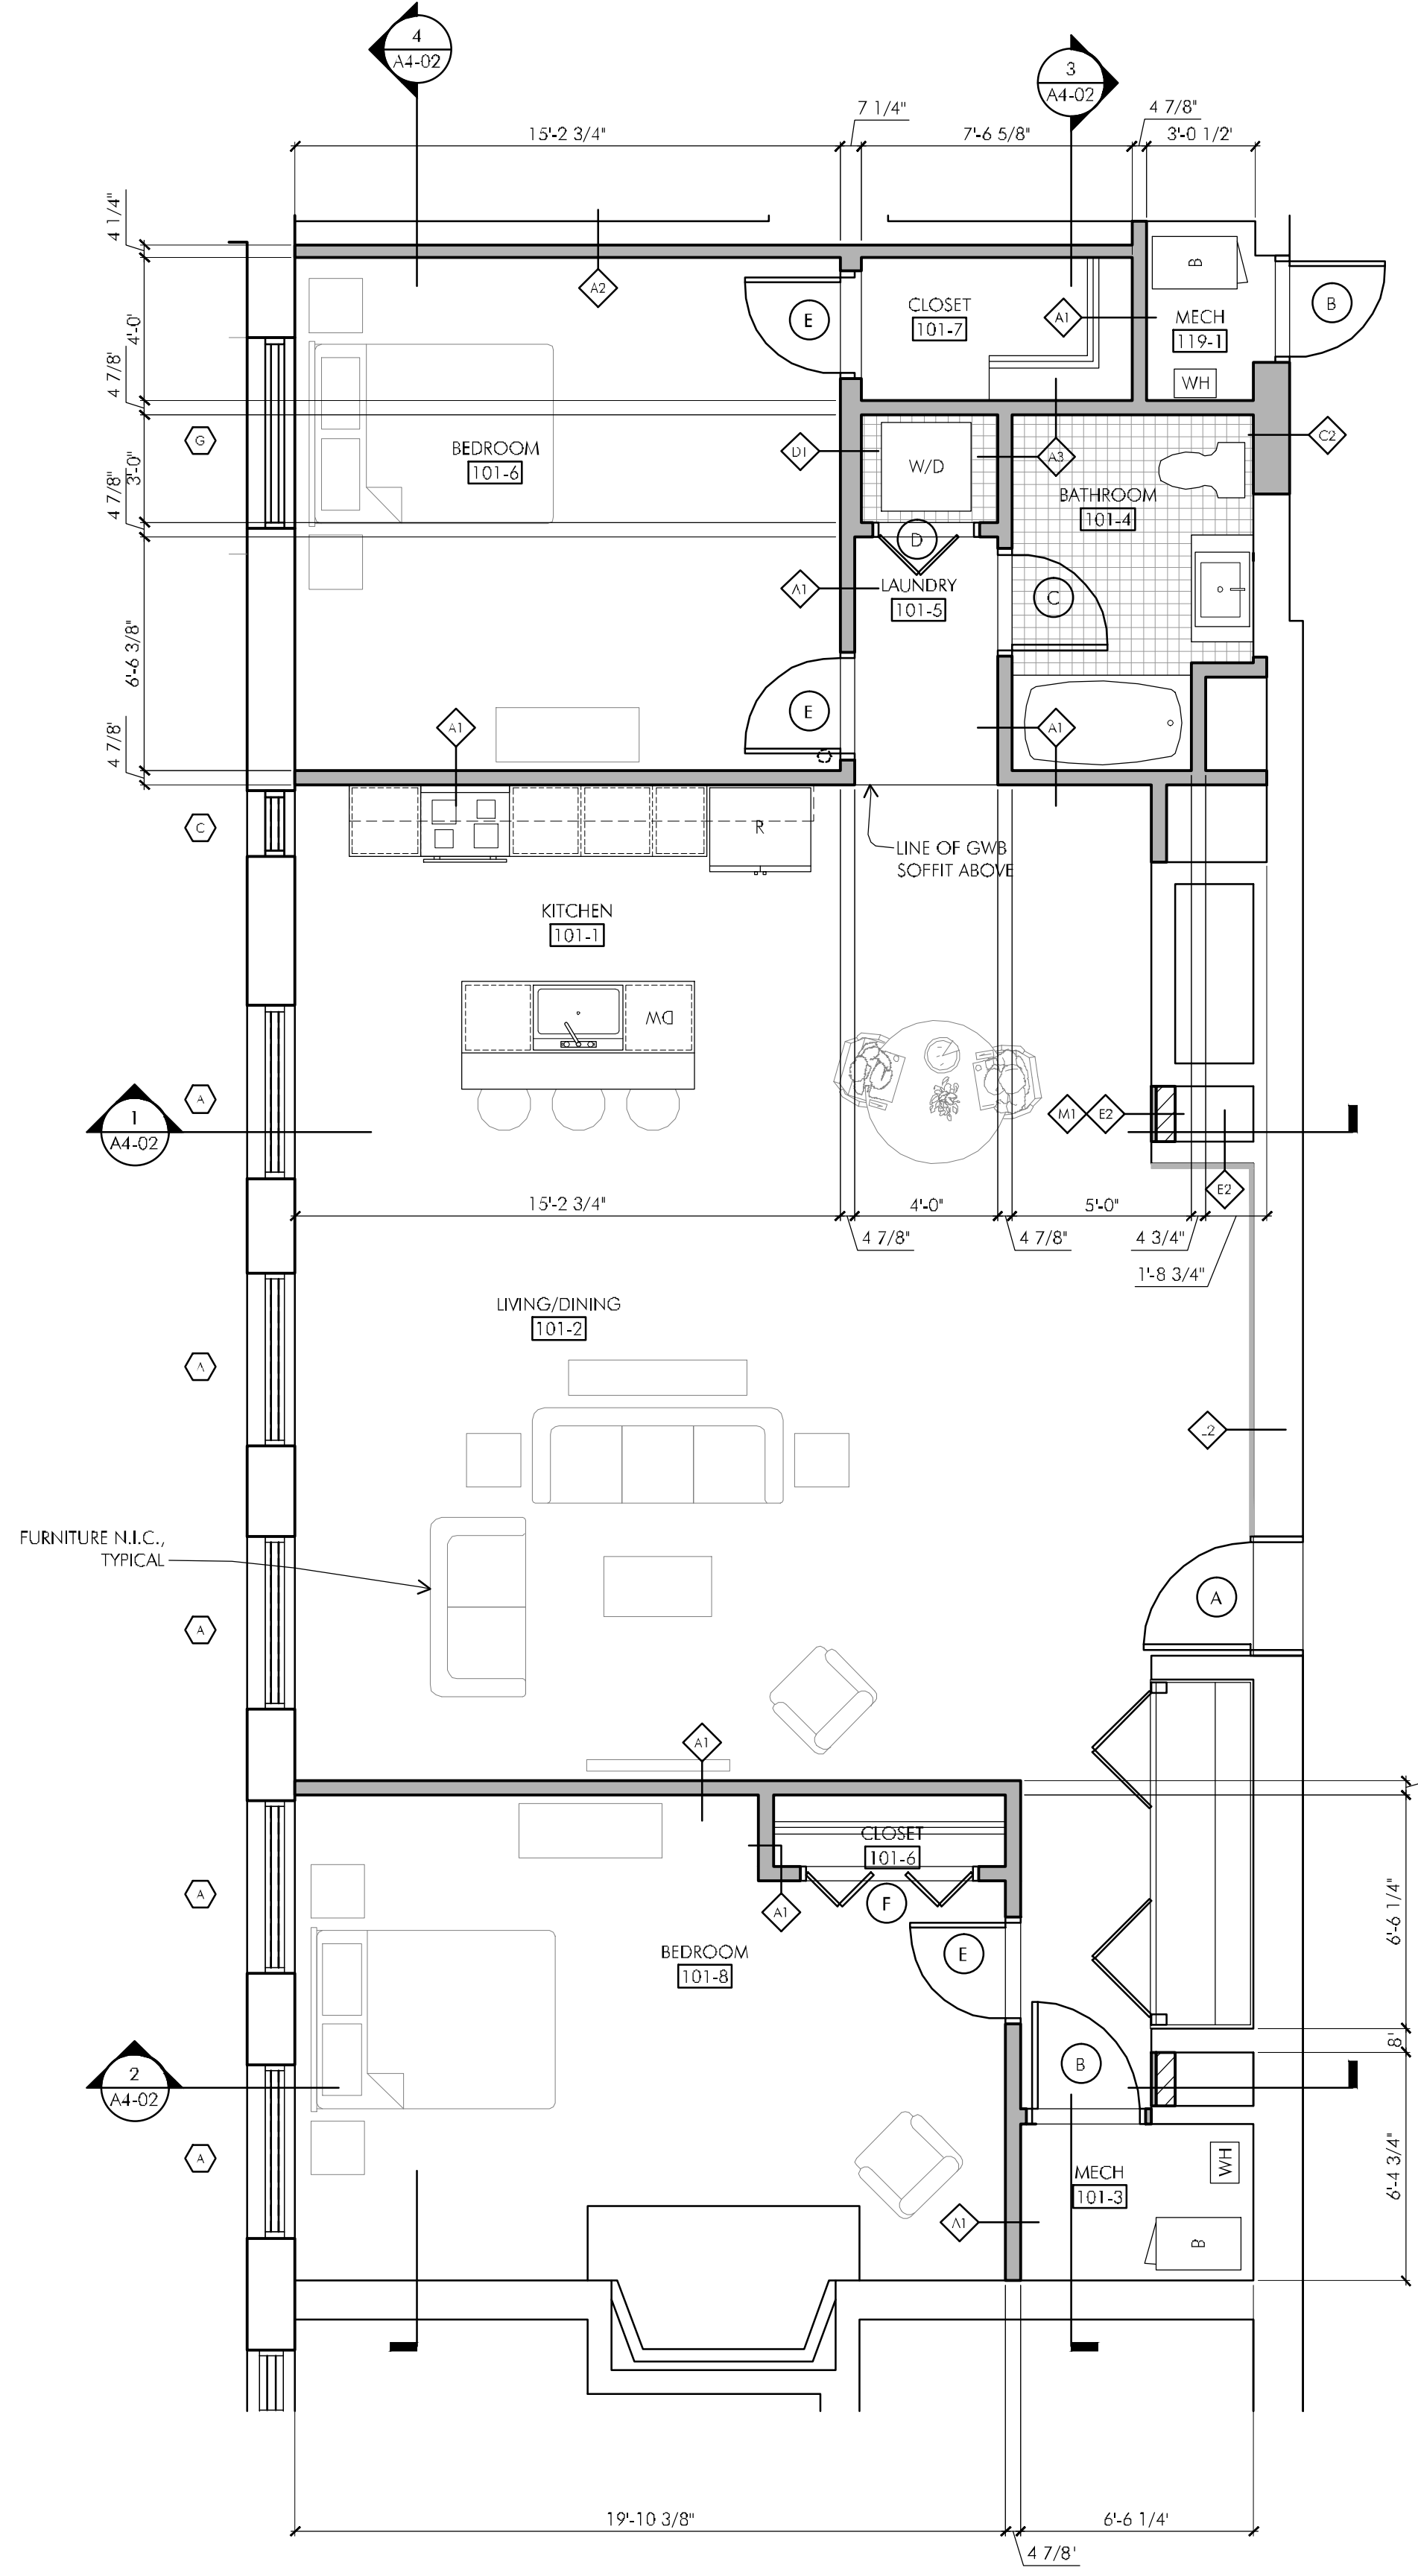 4
A4-02
3
A4-02
7 1/4"
4 7/8"
15'-2 3/4"
7'-6 5/8"
3'-0 1/2'
4 1/4"
A2
B
E
CLOSET
101-7
A1
MECH
119-1
B
4'-0'
WH
4 7/8'
G
BEDROOM
101-6
D1
W/D
A3
C2
3'-0"
4 7/8"
BATHROOM
101-4
D
A1
LAUNDRY
101-5
C
6'-6 3/8"
E
A1
A1
4 7/8'
C
R
LINE OF GWB
SOFFIT ABOVE
KITCHEN
101-1
DW
A
1
A4-02
M1
E2
E2
15'-2 3/4"
4'-0"
5'-0"
4 7/8"
4 7/8"
4 3/4"
1'-8 3/4"
LIVING/DINING
101-2
A
-2
FURNITURE N.I.C.,
TYPICAL
A
A
A1
CLOSET
101-6
A
F
A1
6'-6 1/4"
BEDROOM
101-8
E
8'
2
A4-02
B
A
WH
MECH
101-3
6'-4 3/4"
A1
B
19'-10 3/8"
6'-6 1/4'
4 7/8'